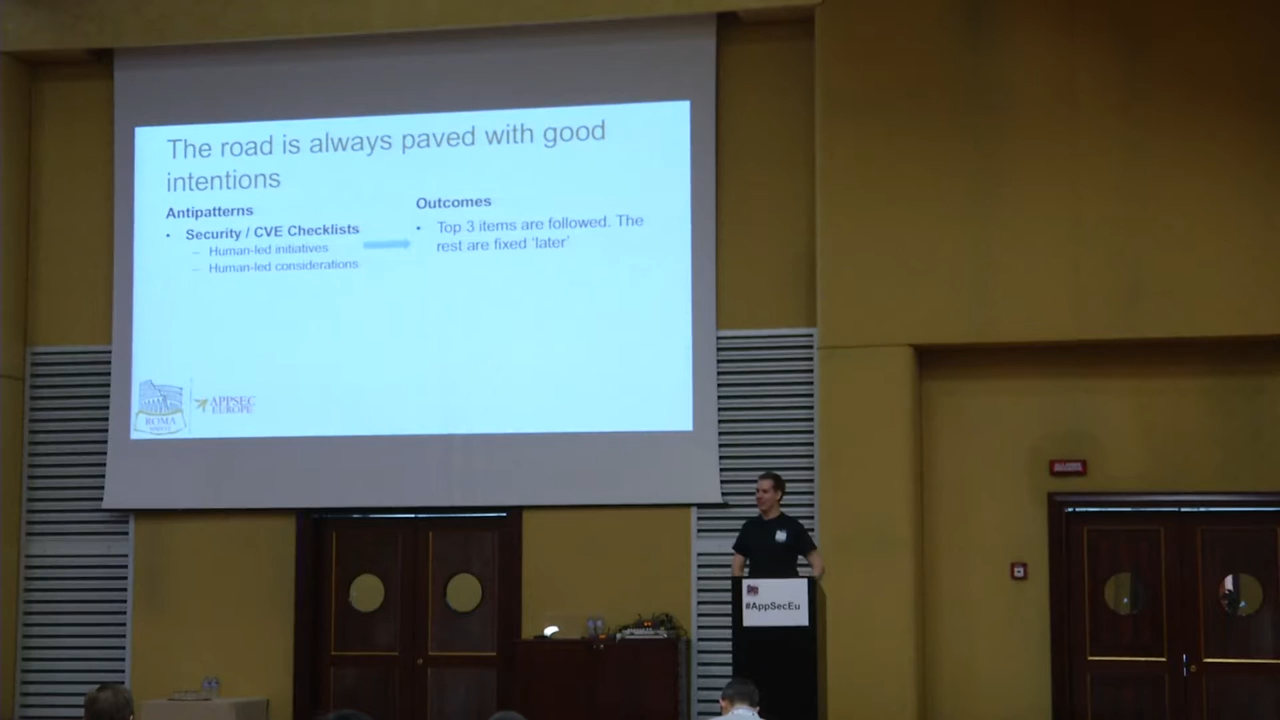 The road is always paved with good
intentions
Antipatterns
• Security / CVE Checklists
– Human-led initiatives
– Human-led considerations
Outcomes
• Top 3 items are followed. The
rest are fixed 'later'
ROMA
APPSEC
EUROPE
#AppSecEu